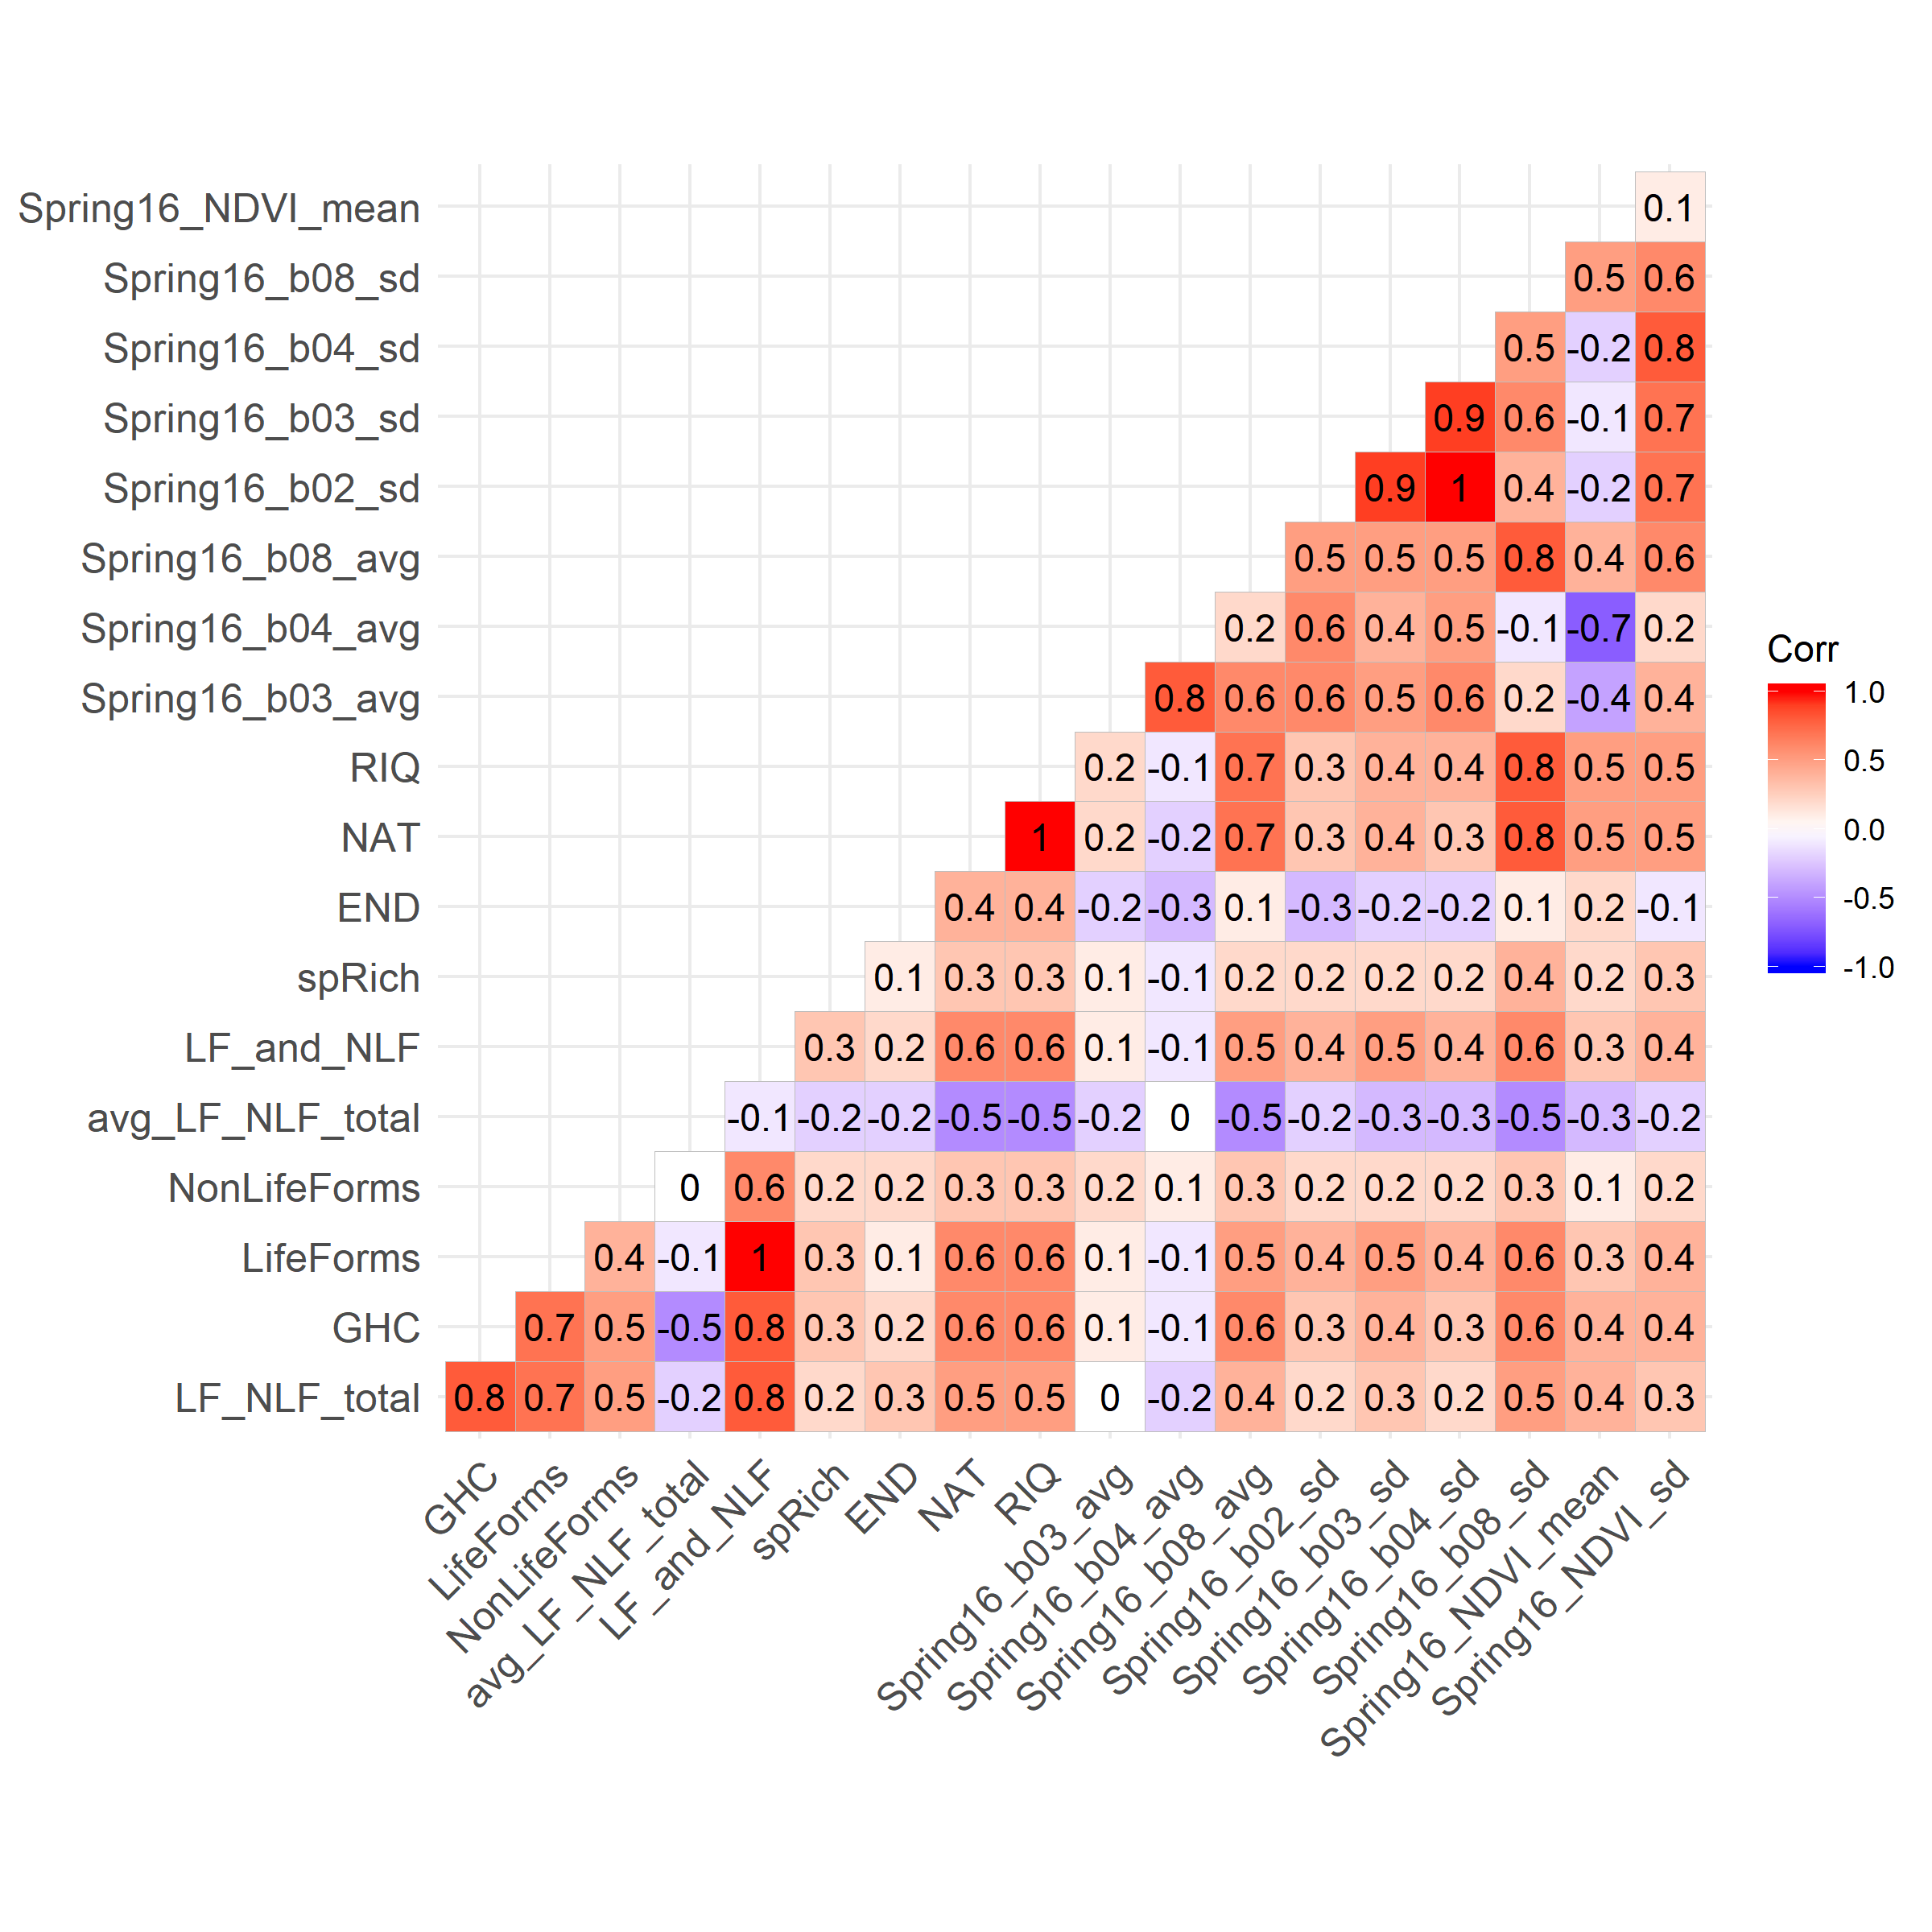 Spring16_NDVI_mean 0.1
Spring16_b08_sd 0.5 0.6
Spring16_b04_sd 0.5 -0.2 0.8
Spring16_b03_sd 0.9 0.6 -0.1 0.7
Spring16_b02_sd 0.9 1 0.4 -0.2 0.7
Spring16_b08_avg 0.5 0.5 0.5 0.8 0.4 0.6
Spring16_b04_avg 0.2 0.6 0.4 0.5 -0.1 -0.7 0.2
Spring16_b03_avg 0.8 0.6 0.6 0.5 0.6 0.2 -0.4 0.4
RIQ 0.2 -0.1 0.7 0.3 0.4 0.4 0.8 0.5 0.5
NAT 1 0.2 -0.2 0.7 0.3 0.4 0.3 0.8 0.5 0.5
END 0.4 0.4 -0.2 -0.3 0.1 -0.3 -0.2 -0.2 0.1 0.2 -0.1
spRich 0.1 0.3 0.3 0.1 -0.1 0.2 0.2 0.2 0.2 0.4 0.2 0.3
LF_and_NLF 0.3 0.2 0.6 0.6 0.1 -0.1 0.5 0.4 0.5 0.4 0.6 0.3 0.4
avg_LF_NLF_total -0.1 -0.2 -0.2 -0.5 -0.5 -0.2 0 -0.5 -0.2 -0.3 -0.3 -0.5 -0.3 -0.2
NonLifeForms 0 0.6 0.2 0.2 0.3 0.3 0.2 0.1 0.3 0.2 0.2 0.2 0.3 0.1 0.2
LifeForms 0.4 -0.1 1 0.3 0.1 0.6 0.6 0.1 -0.1 0.5 0.4 0.5 0.4 0.6 0.3 0.4
GHC 0.7 0.5 -0.5 0.8 0.3 0.2 0.6 0.6 0.1 -0.1 0.6 0.3 0.4 0.3 0.6 0.4 0.4
LF_NLF_total 0.8 0.7 0.5 -0.2 0.8 0.2 0.3 0.5 0.5 0 -0.2 0.4 0.2 0.3 0.2 0.5 0.4 0.3
GHC
LifeForms
NonLifeForms
avg_LF_NLF_total
LF_and_NLF
spRich
END
NAT
RIQ
Spring16_b03_avg
Spring16_b04_avg
Spring16_b08_avg
Spring16_b02_sd
Spring16_b03_sd
Spring16_b04_sd
Spring16_b08_sd
Spring16_NDVI_mean
Spring16_NDVI_sd
Corr
1.0
0.5
0.0
-0.5
-1.0